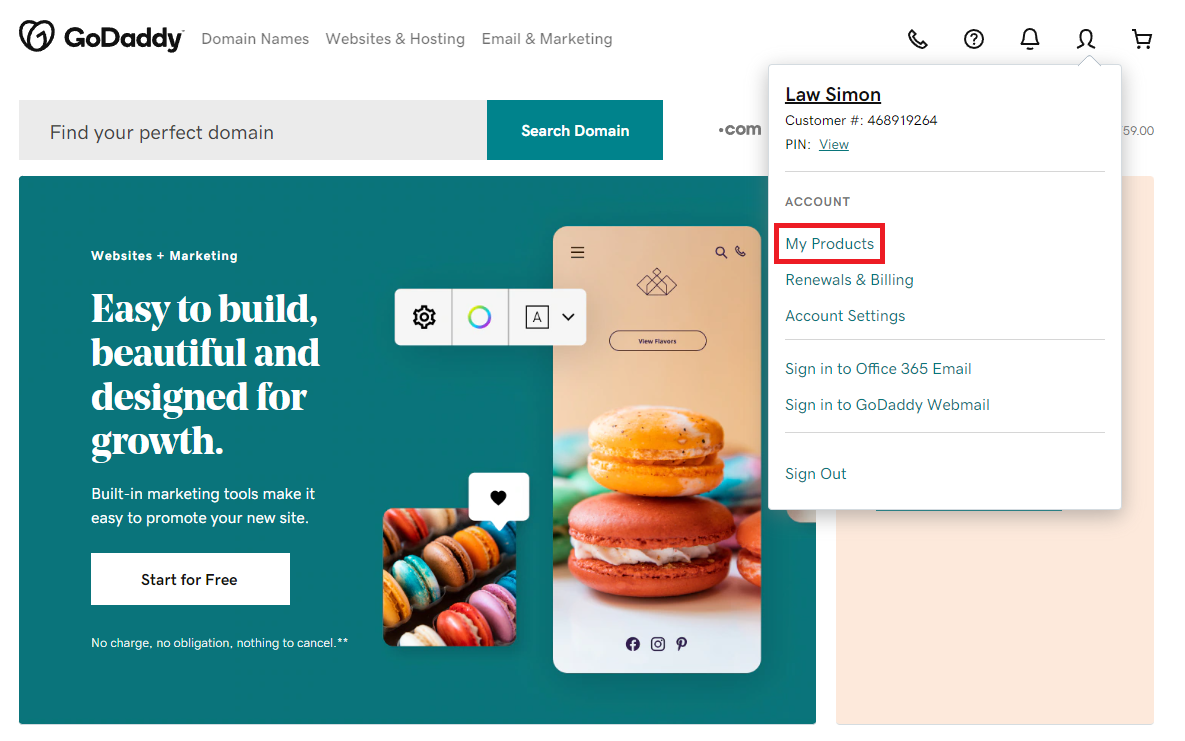 GoDaddy
Domain Names
Websites & Hosting
Email & Marketing
Find your perfect domain
Search Domain
.com
59.00
Law Simon
Customer #: 468919264
PIN: View
ACCOUNT
My Products
Renewals & Billing
Account Settings
Sign in to Office 365 Email
Sign in to GoDaddy Webmail
Sign Out
Websites + Marketing
Easy to build,
beautiful and
designed for
growth.
Built-in marketing tools make it
easy to promote your new site.
Start for Free
No charge, no obligation, nothing to cancel.**
A
View Flavors